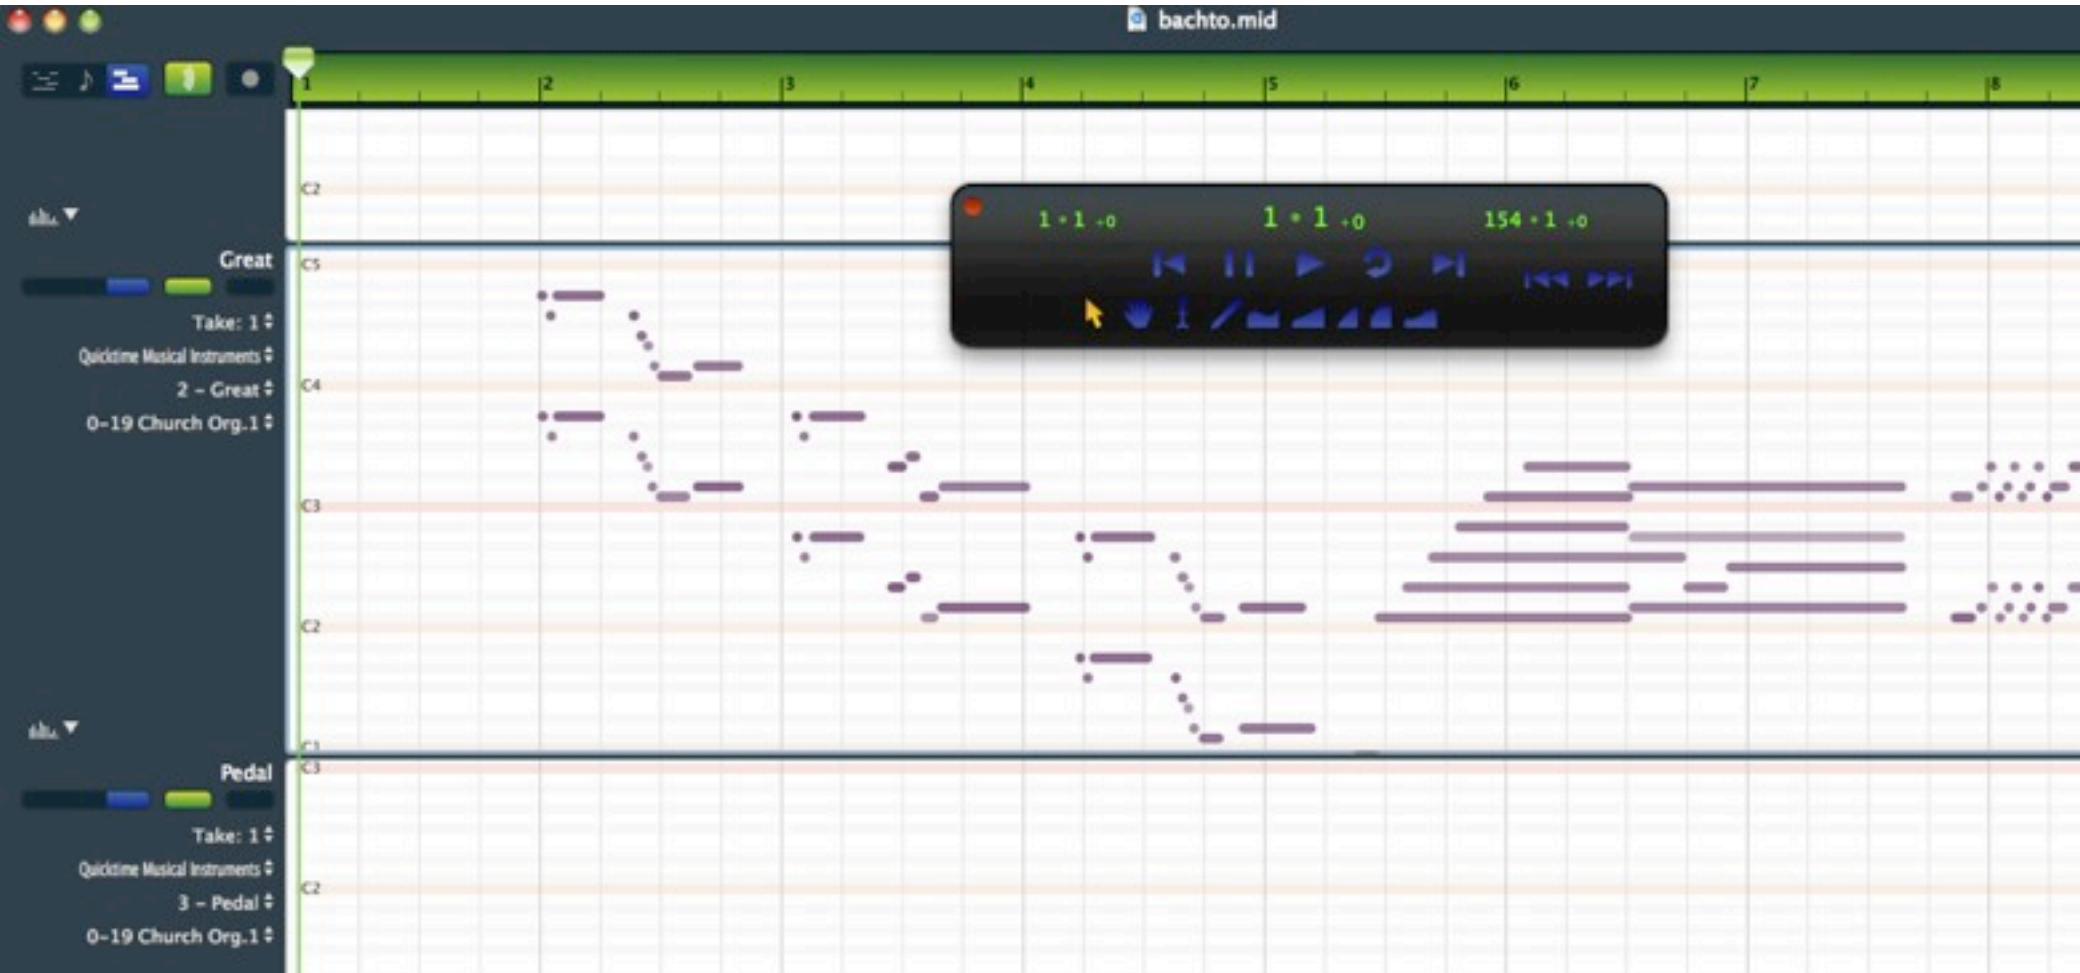 bachto.mid
1 2 3 4 5 6 7 8
C2
1 • 1 +0 1 • 1 +0 154 • 1 +0
Great
C5
Take: 1
Quicktime Musical Instruments
2 - Great
C4
0-19 Church Org.1
C3
C2
C1
Pedal
C3
Take: 1
Quicktime Musical Instruments
C2
3 - Pedal
0-19 Church Org.1